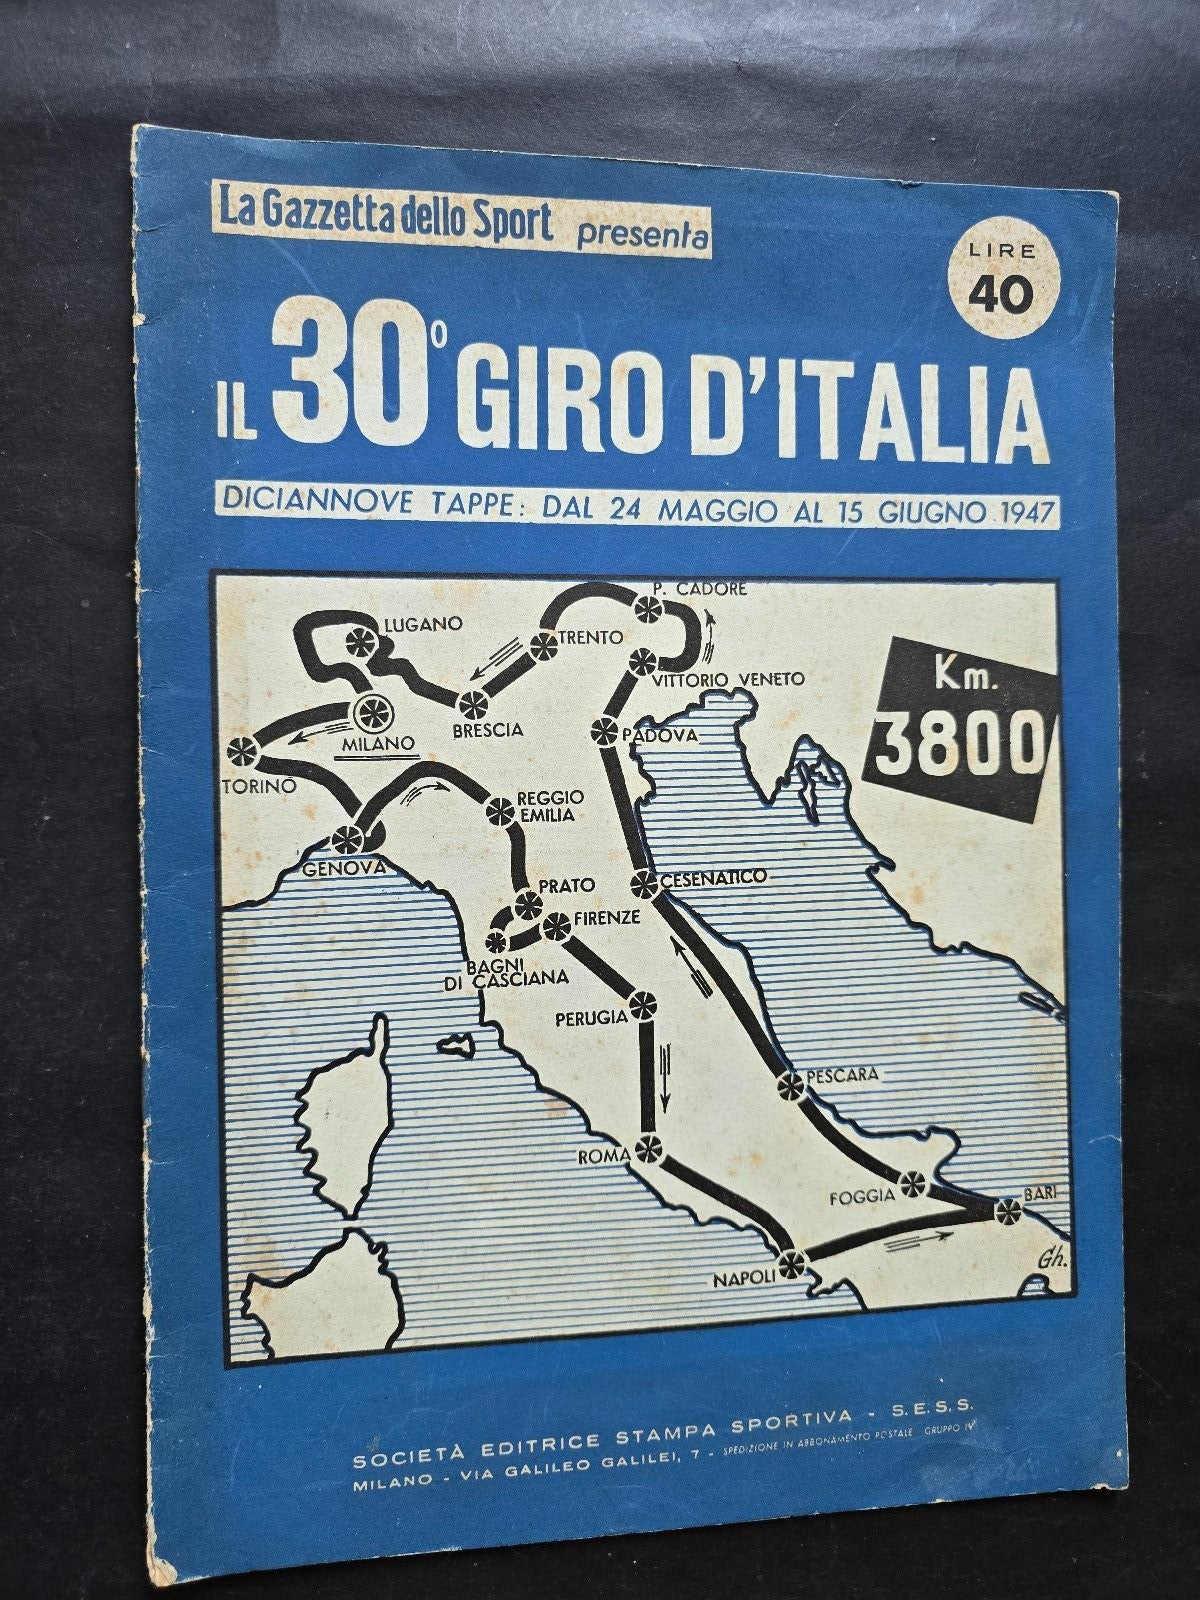 La Gazzetta dello Sport presenta
LIRE
40
IL 30º GIRO D'ITALIA
DICIANNOVE TAPPE: DAL 24 MAGGIO AL 15 GIUGNO 1947
P. CADORE
LUGANO
TRENTO
VITTORIO VENETO
Km.
3800
BRESCIA
PADOVA
MILANO
TORINO
REGGIO
EMILIA
GENOVA
PRATO
CESENATICO
FIRENZE
BAGNI
DI CASCIANA
PERUGIA
PESCARA
ROMA
FOGGIA
BARI
NAPOLI
Gh.
SOCIETÀ EDITRICE STAMPA SPORTIVA - S.E.S.S.
MILANO - VIA GALILEO GALILEI, 7 - SPEDIZIONE IN ABBONAMENTO POSTALE GRUPPO IVº